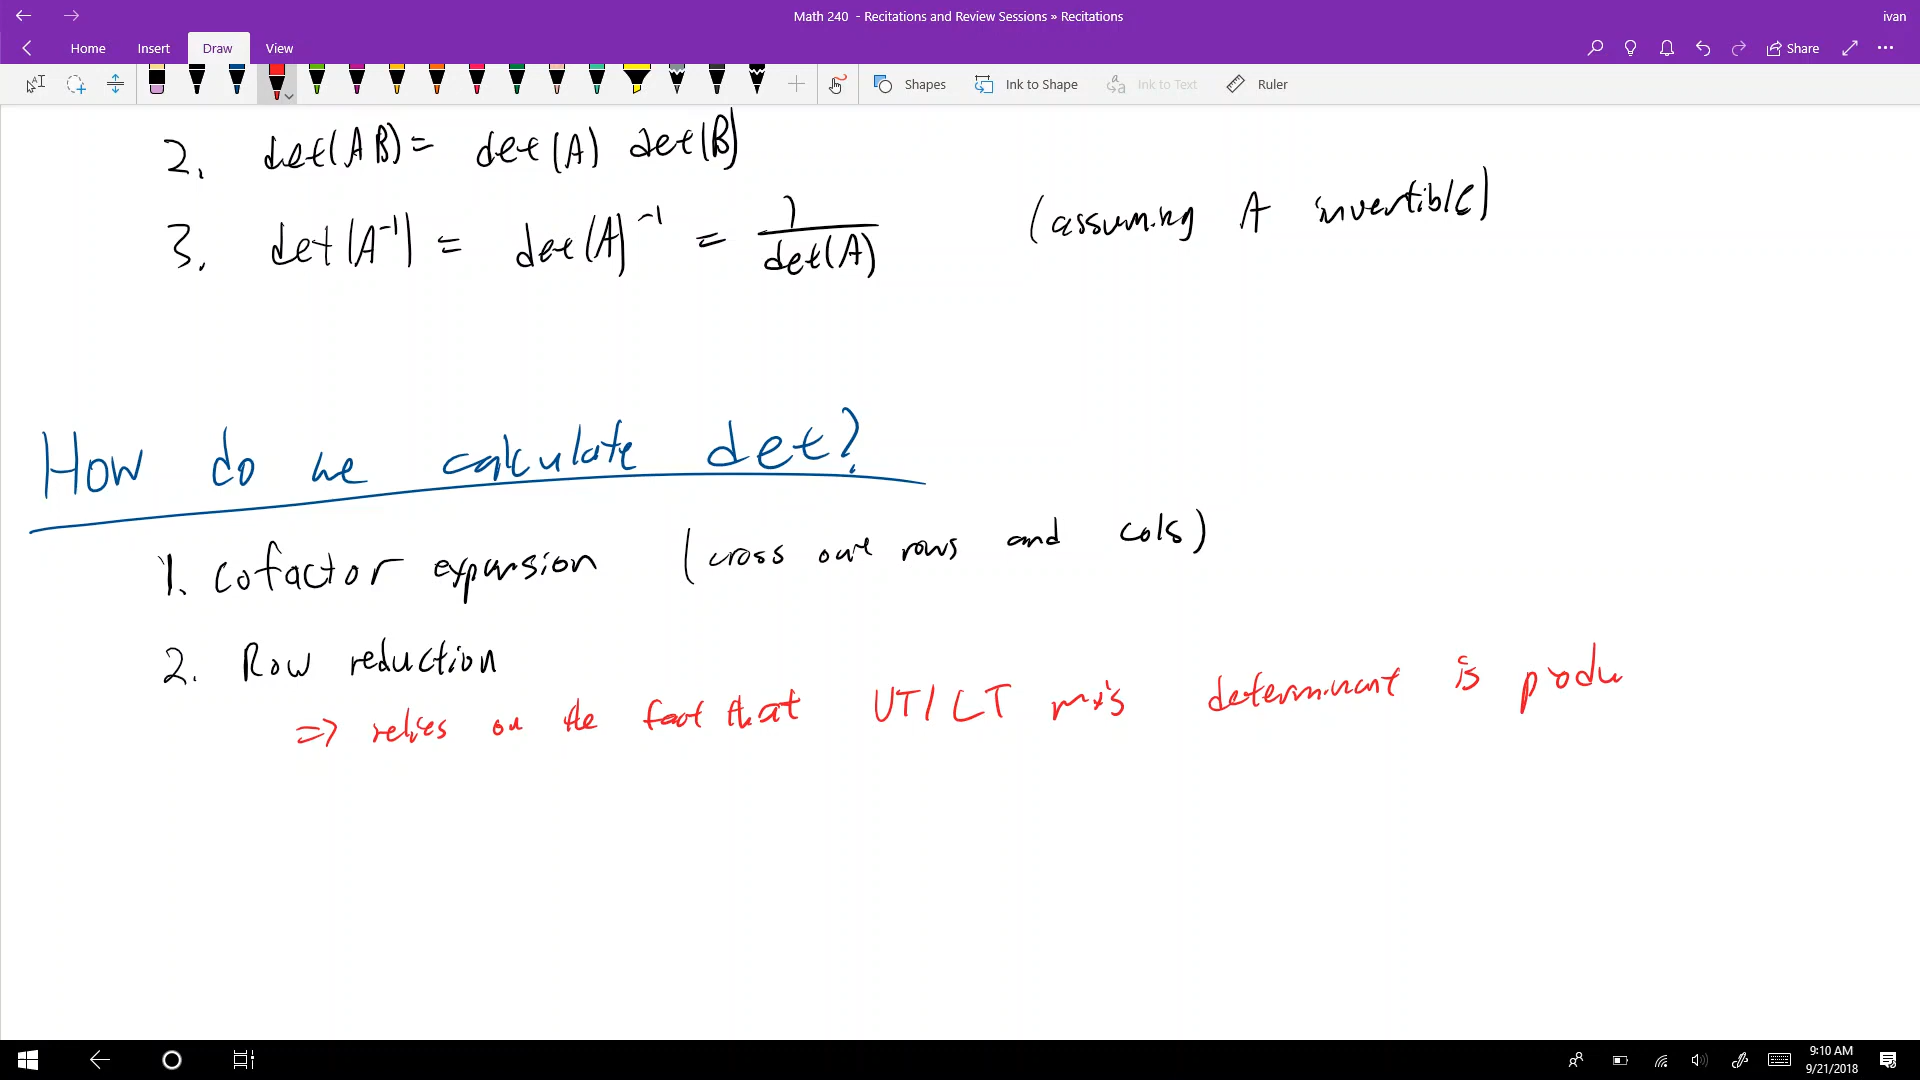 Math 240 - Recitations and Review Sessions » Recitations
ivan
Home Insert Draw View
Share
Shapes Ink to Shape Ink to Text Ruler
2. det(AB) = det(A) det(B)
3. det(A⁻¹) = det(A)⁻¹ = 1/det(A) (assuming A invertible)
How do we calculate det?
1. Cofactor expansion (cross out rows and cols)
2. Row reduction
⇒ relies on the fact that UT/LT determinant is produ
9:10 AM
9/21/2018